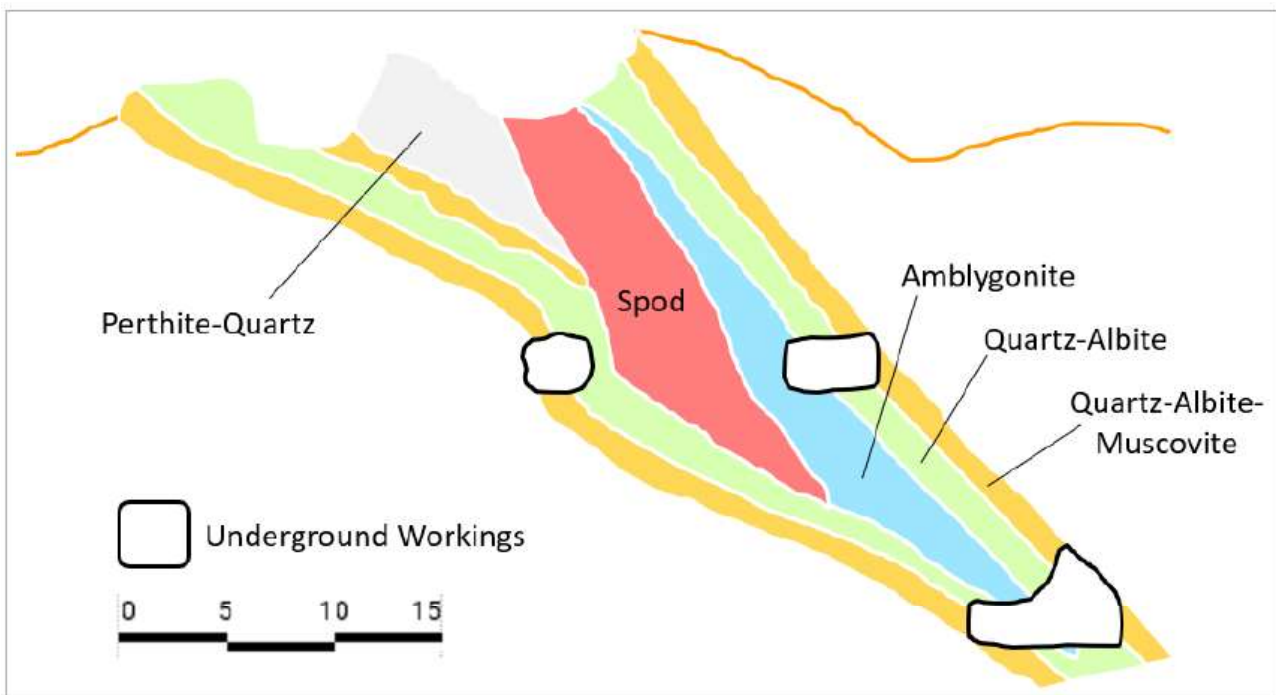 Amblygonite
Spod
Perthite-Quartz
Quartz-Albite
Quartz-Albite-
Muscovite
Underground Workings
0 5 10 15